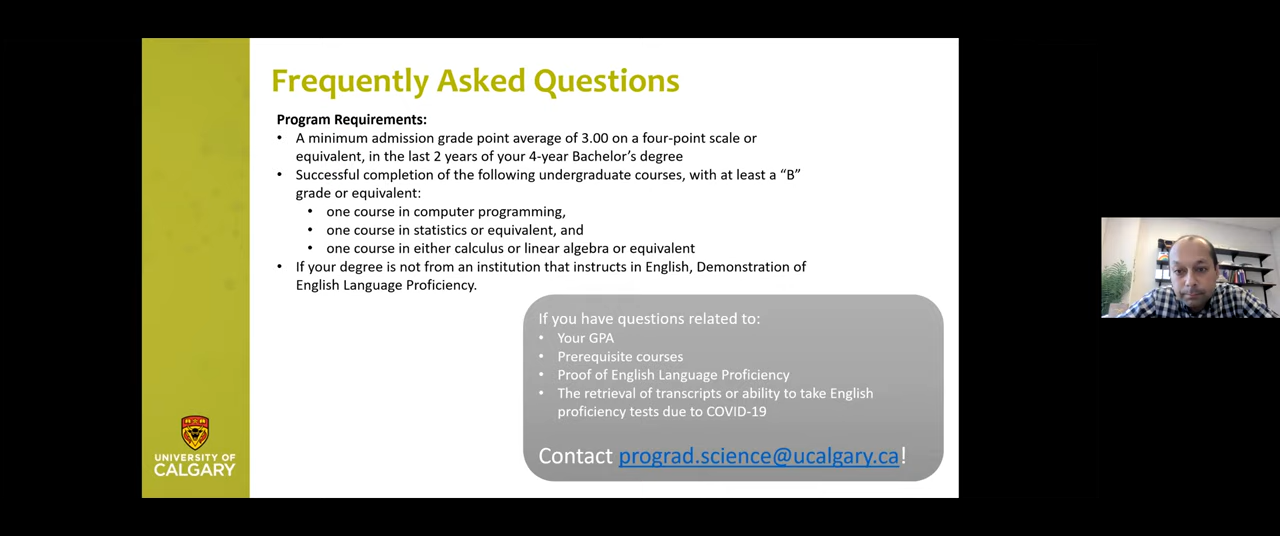 Frequently Asked Questions
Program Requirements:
• A minimum admission grade point average of 3.00 on a four-point scale or
equivalent, in the last 2 years of your 4-year Bachelor’s degree
• Successful completion of the following undergraduate courses, with at least a “B”
grade or equivalent:
• one course in computer programming,
• one course in statistics or equivalent, and
• one course in either calculus or linear algebra or equivalent
• If your degree is not from an institution that instructs in English, Demonstration of
English Language Proficiency.
If you have questions related to:
• Your GPA
• Prerequisite courses
• Proof of English Language Proficiency
• The retrieval of transcripts or ability to take English
proficiency tests due to COVID-19
Contact prograd.science@ucalgary.ca!
UNIVERSITY OF
CALGARY